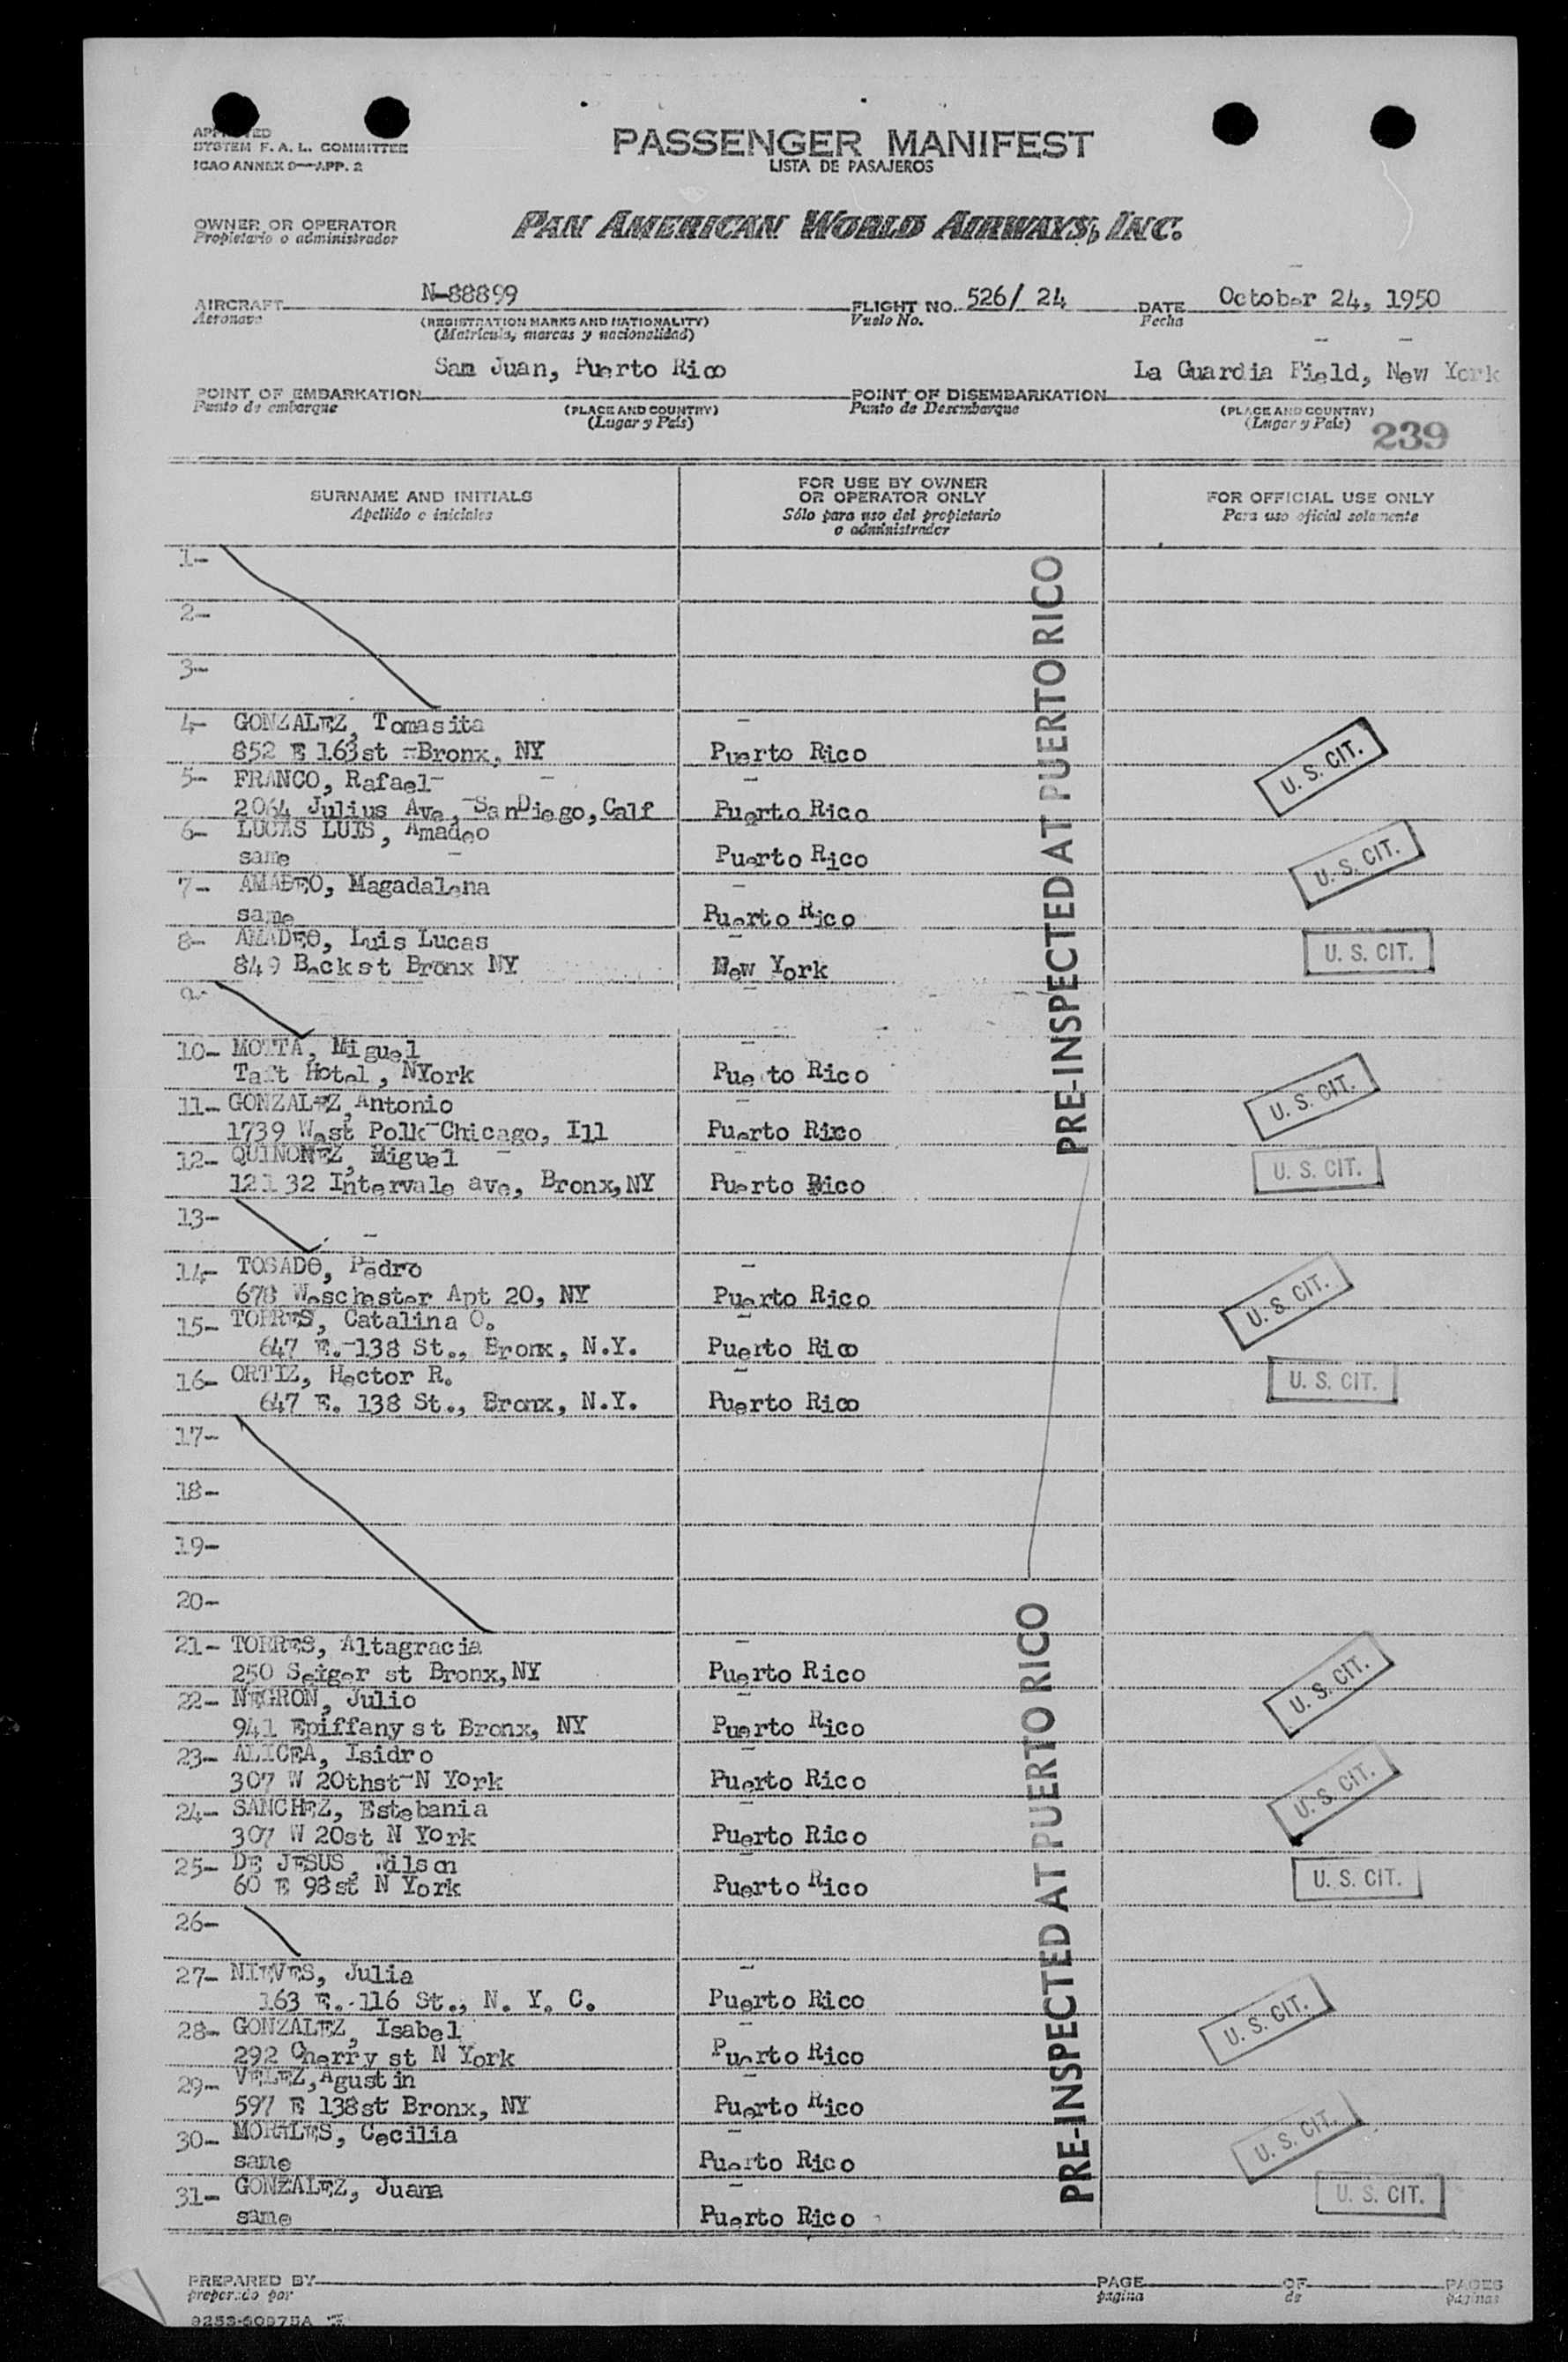 APPROVED
SYSTEM F. A. L. COMMITTEE
ICAO ANNEX 9—APP. 2
PASSENGER MANIFEST
LISTA DE PASAJEROS
OWNER OR OPERATOR
Propietario o administrador
PAN AMERICAN WORLD AIRWAYS, INC.
AIRCRAFT N-88899 FLIGHT NO. 526/ 24 DATE October 24, 1950
Aeronave (REGISTRATION MARKS AND NATIONALITY) Vuelo No. Fecha
(Matricula, marcas y nacionalidad)
San Juan, Puerto Rico La Guardia Field, New York
POINT OF EMBARKATION POINT OF DISEMBARKATION
Punto de embarque (PLACE AND COUNTRY) Punto de Desembarque (PLACE AND COUNTRY)
(Lugar y País) (Lugar y País) 239
SURNAME AND INITIALS
Apellido e iniciales
FOR USE BY OWNER
OR OPERATOR ONLY
Sólo para uso del propietario
o administrador
FOR OFFICIAL USE ONLY
Para uso oficial solamente
1-
2-
3-
4- GONZALEZ, Tomasita
852 E 163st -Bronx, NY Puerto Rico U. S. CIT.
5- FRANCO, Rafael
2064 Julius Ave, SanDiego, Calf Puerto Rico
6- LUCAS LUIS, Amadeo
same Puerto Rico U. S. CIT.
7- AMADEO, Magadalena
same Puerto Rico
8- AMADEO, Luis Lucas
849 Beckst Bronx NY New York U. S. CIT.
9-
10- MOTTA, Miguel
Taft Hotel, NYork Pue to Rico
11- GONZALEZ, Antonio U. S. CIT.
1739 West Polk-Chicago, Ill Puerto Rico
12- QUINONEZ, Miguel
12132 Intervale ave, Bronx,NY Puerto Rico U. S. CIT.
13-
14- TOSADO, Pedro
678 Weschester Apt 20, NY Puerto Rico U. S. CIT.
15- TORRES, Catalina O.
647 E. 138 St., Bronx, N.Y. Puerto Rico
16- ORTIZ, Hector R.
647 E. 138 St., Bronx, N.Y. Puerto Rico U. S. CIT.
17-
18-
19-
20-
21- TORRES, Altagracia
250 Seiger st Bronx,NY Puerto Rico U. S. CIT.
22- NEGRON, Julio
941 Epiffany st Bronx, NY Puerto Rico
23- ALICEA, Isidro
307 W 20thst-N York Puerto Rico U. S. CIT.
24- SANCHEZ, Estebania
307 W 20st N York Puerto Rico
25- DE JESUS, Wilson
60 E 98st N York Puerto Rico U. S. CIT.
26-
27- NIEVES, Julia
163 E. 116 St., N. Y. C. Puerto Rico
28- GONZALEZ, Isabel U. S. CIT.
292 Cherry st N York Puerto Rico
29- VELEZ, Agustin
597 E 138st Bronx, NY Puerto Rico
30- MORALES, Cecilia U. S. CIT.
same Puerto Rico
31- GONZALEZ, Juana U. S. CIT.
same Puerto Rico
PRE-INSPECTED AT PUERTO RICO
PRE-INSPECTED AT PUERTO RICO
PREPARED BY PAGE OF PAGES
preparado por página de páginas